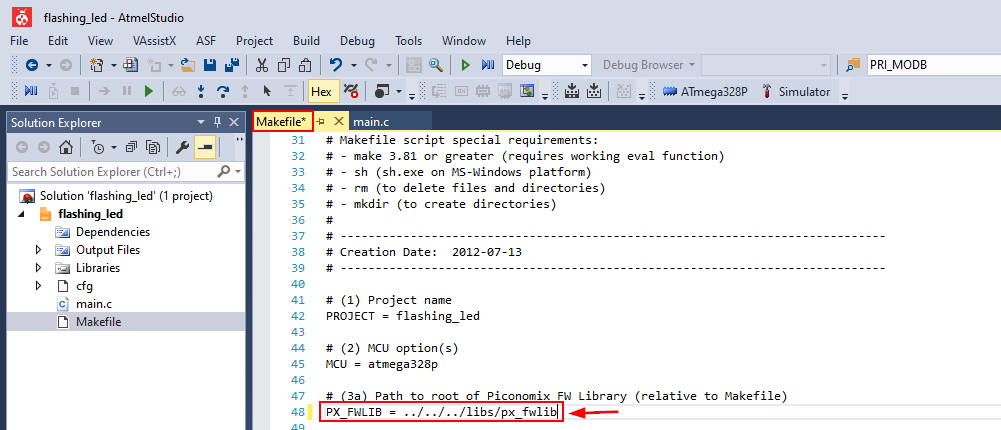 flashing_led - AtmelStudio
File Edit View VAssistX ASF Project Build Debug Tools Window Help
Debug Debug Browser PRI_MODB
Hex ATmega328P Simulator
Solution Explorer
Search Solution Explorer (Ctrl+;)
Solution 'flashing_led' (1 project)
flashing_led
Dependencies
Output Files
Libraries
cfg
main.c
Makefile
Makefile* main.c
31 # Makefile script special requirements:
32 # - make 3.81 or greater (requires working eval function)
33 # - sh (sh.exe on MS-Windows platform)
34 # - rm (to delete files and directories)
35 # - mkdir (to create directories)
36 #
37 # -----------------------------------------------------------------------------
38 # Creation Date:  2012-07-13
39 # -----------------------------------------------------------------------------
40
41 # (1) Project name
42 PROJECT = flashing_led
43
44 # (2) MCU option(s)
45 MCU = atmega328p
46
47 # (3a) Path to root of Piconomix FW Library (relative to Makefile)
48 PX_FWLIB = ../../../libs/px_fwlib